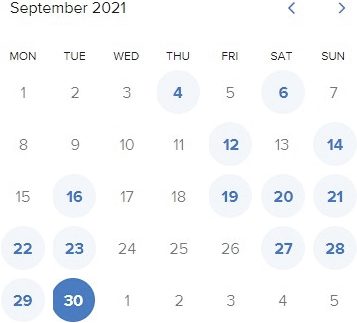 September 2021
MON TUE WED THU FRI SAT SUN
1 2 3 4 5 6 7
8 9 10 11 12 13 14
15 16 17 18 19 20 21
22 23 24 25 26 27 28
29 30 1 2 3 4 5